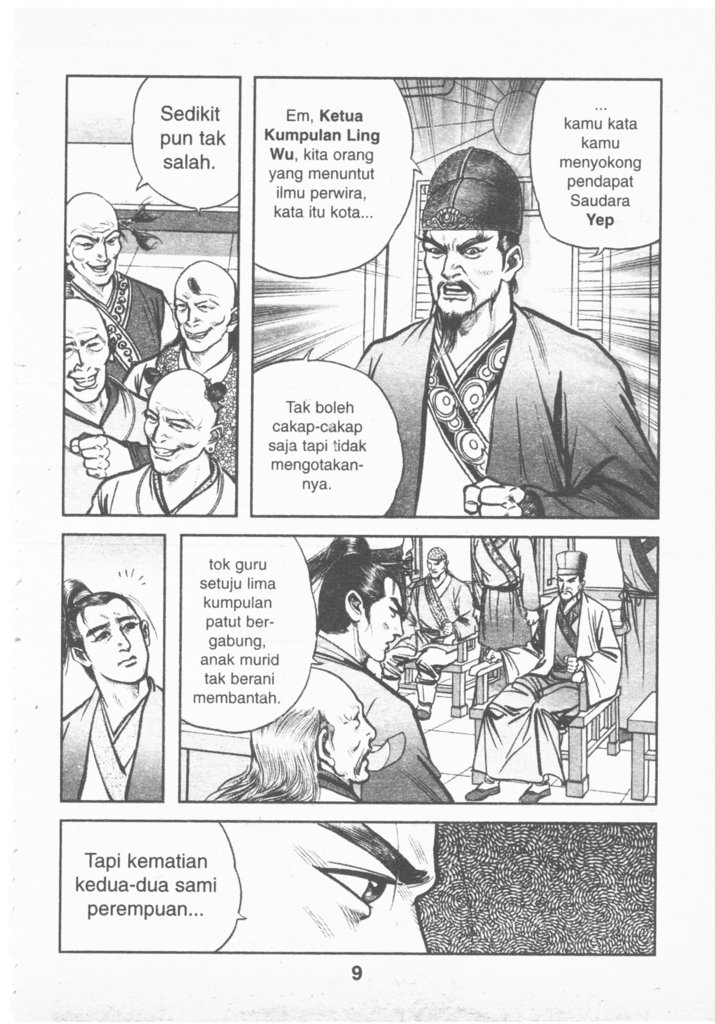 ...
kamu kata
kamu
menyokong
pendapat
Saudara
Yep
Em, Ketua
Kumpulan Ling
Wu, kita orang
yang menuntut
ilmu perwira,
kata itu kota...
Tak boleh
cakap-cakap
saja tapi tidak
mengotakan-
nya.
Sedikit
pun tak
salah.
tok guru
setuju lima
kumpulan
patut ber-
gabung,
anak murid
tak berani
membantah.
Tapi kematian
kedua-dua sami
perempuan...
9